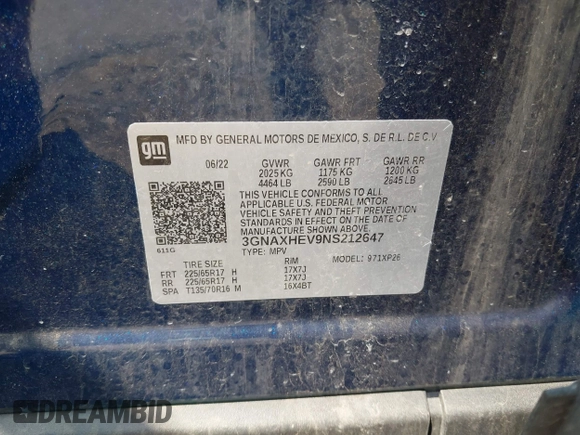 gm
MFD BY GENERAL MOTORS DE MEXICO, S. DE R.L. DE C.V.
06/22 GVWR GAWR FRT GAWR RR
2025 KG 1175 KG 1200 KG
4464 LB 2590 LB 2645 LB
THIS VEHICLE CONFORMS TO ALL
APPLICABLE U.S. FEDERAL MOTOR
VEHICLE SAFETY AND THEFT PREVENTION
STANDARDS IN EFFECT ON THE DATE OF
MANUFACTURE SHOWN ABOVE.
3GNAXHEV9NS212647
611G
TYPE: MPV MODEL: 971XP26
TIRE SIZE RIM
FRT 225/65R17 H 17X7J
RR 225/65R17 H 17X7J
SPA T135/70R16 M 16X4BT
DREAMBID